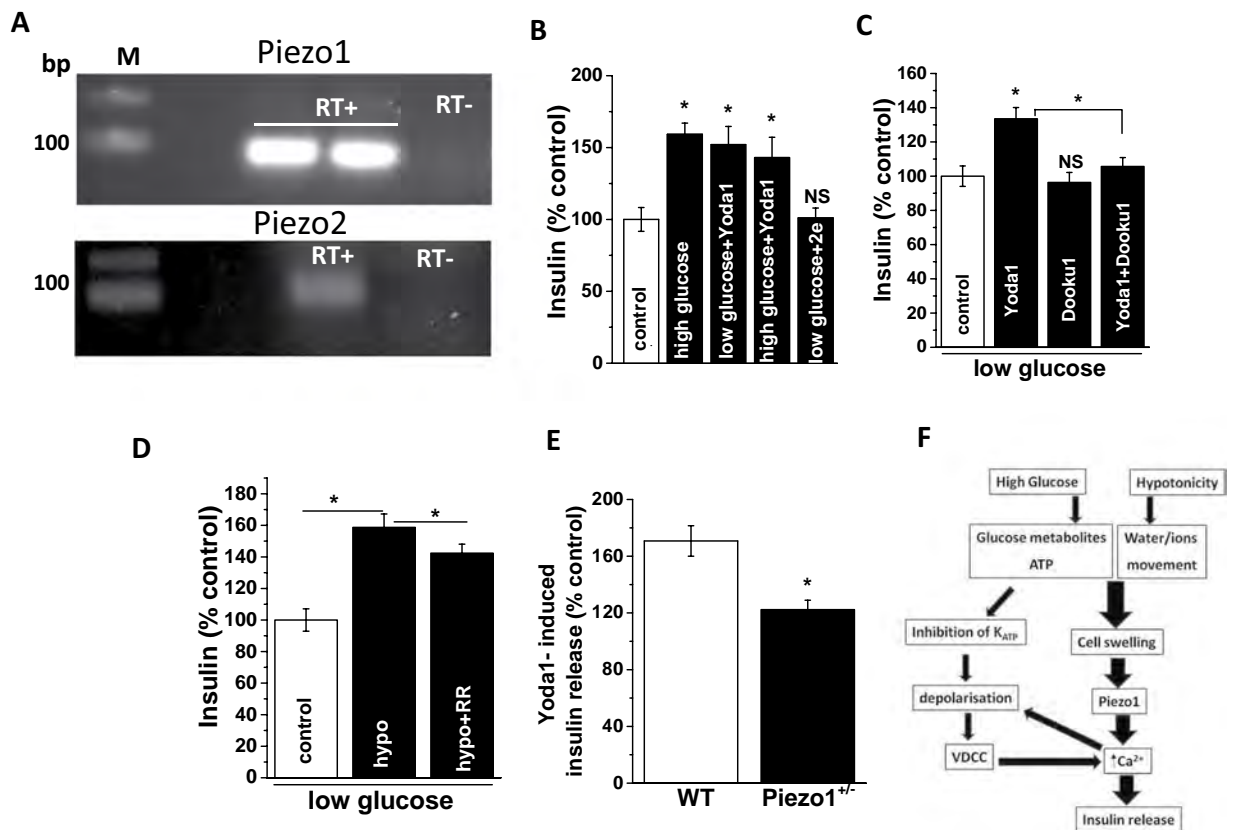 A
bp
M
Piezo1
RT+
RT-
100
Piezo2
RT+
RT-
100
B
Insulin (% control)
200
150
100
50
0
*
*
*
NS
control
high glucose
low glucose+Yoda1
high glucose+Yoda1
low glucose+2e
C
Insulin (% control)
160
140
120
100
80
60
40
20
0
*
*
NS
control
Yoda1
Dooku1
Yoda1+Dooku1
low glucose
D
Insulin (% control)
180
160
140
120
100
80
60
40
20
0
*
*
control
hypo
hypo+RR
low glucose
E
Yoda1- induced
insulin release (% control)
200
160
120
80
40
0
*
WT
Piezo1+/-
F
High Glucose
Hypotonicity
Glucose metabolites
ATP
Water/ions
movement
Inhibition of KATP
Cell swelling
depolarisation
Piezo1
VDCC
↑Ca2+
Insulin release